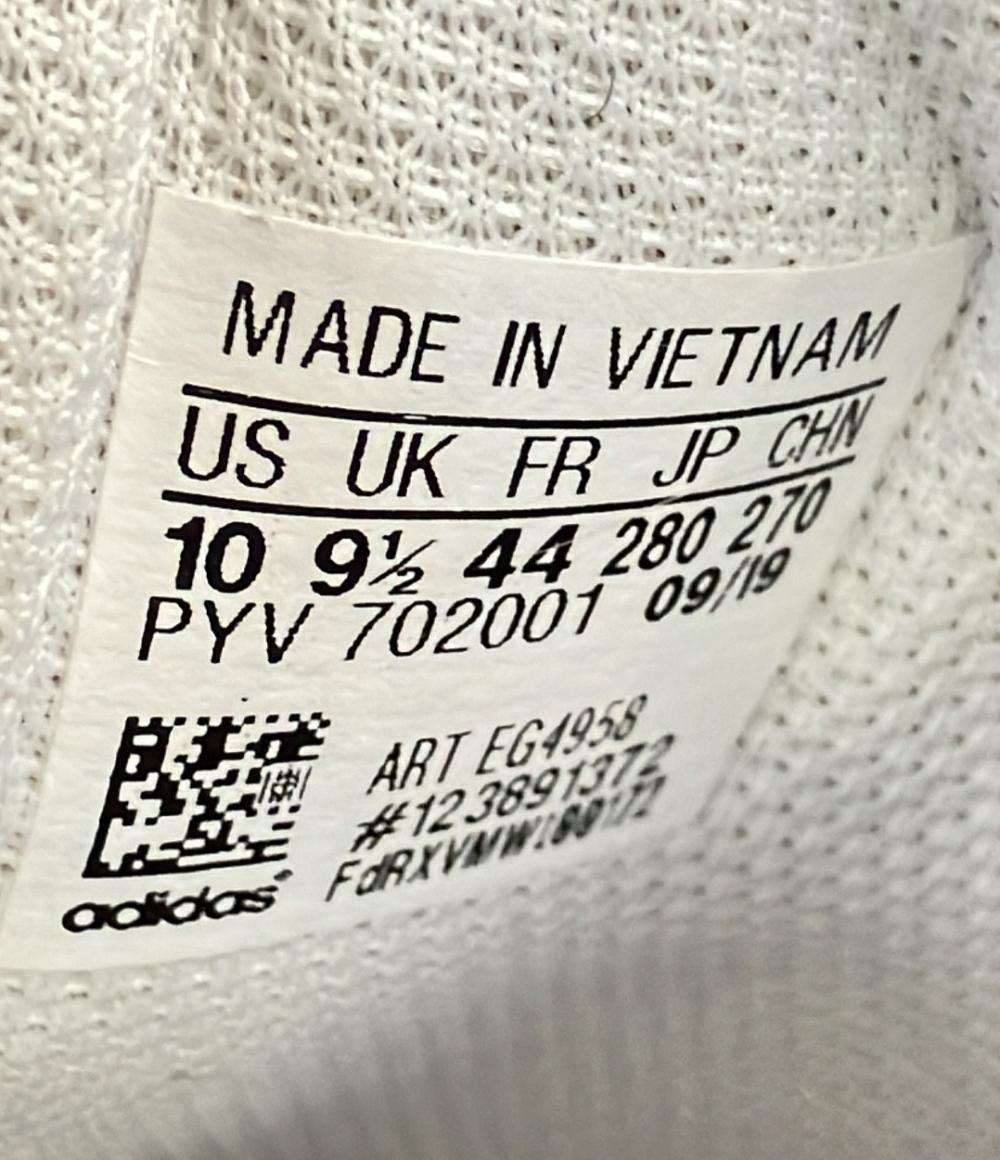 MADE IN VIETNAM
US UK FR JP CHN
10 9½ 44 280 270
PYV 702001 09/19
ART EG4958
#123891372
adidas